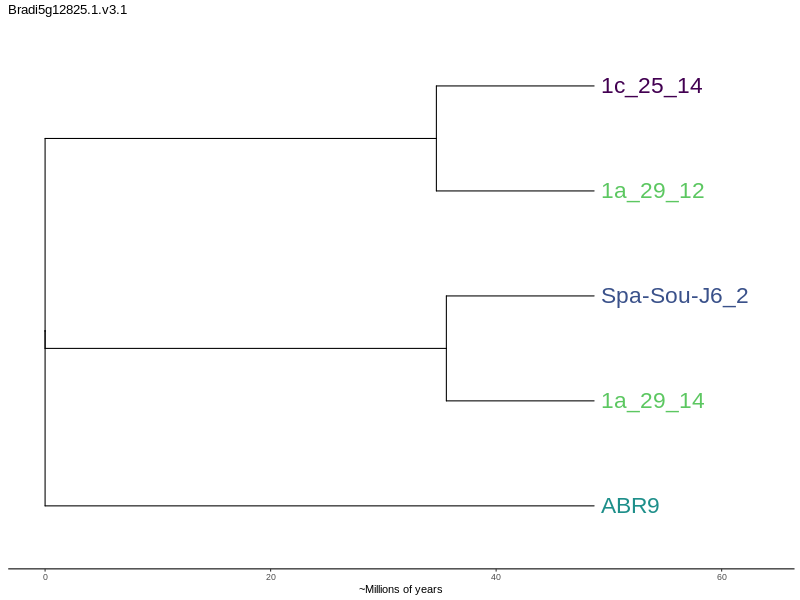 Bradi5g12825.1.v3.1
1c_25_14
1a_29_12
Spa-Sou-J6_2
1a_29_14
ABR9
0 20 40 60
~Millions of years